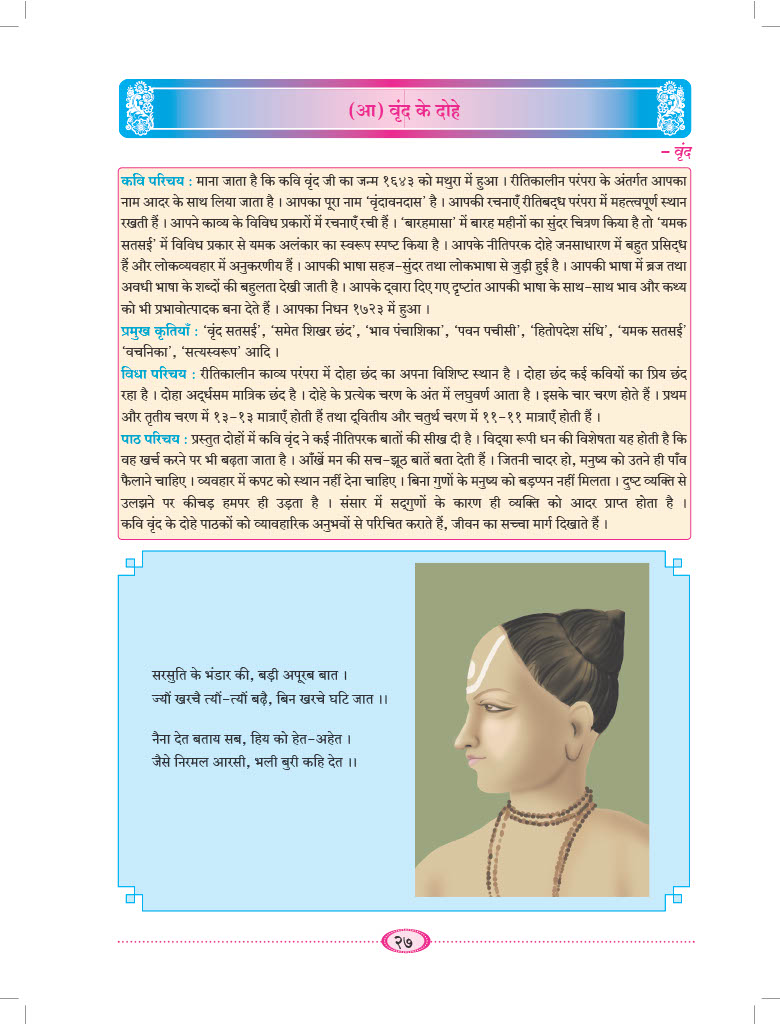 (आ) वृंद के दोहे
– वृंद
कवि परिचय : माना जाता है कि कवि वृंद जी का जन्म १६४३ को मथुरा में हुआ । रीतिकालीन परंपरा के अंतर्गत आपका
नाम आदर के साथ लिया जाता है । आपका पूरा नाम ‘वृंदावनदास’ है । आपकी रचनाएँ रीतिबद्ध परंपरा में महत्त्वपूर्ण स्थान
रखती हैं । आपने काव्य के विविध प्रकारों में रचनाएँ रची हैं । ‘बारहमासा’ में बारह महीनों का सुंदर चित्रण किया है तो ‘यमक
सतसई’ में विविध प्रकार से यमक अलंकार का स्वरूप स्पष्ट किया है । आपके नीतिपरक दोहे जनसाधारण में बहुत प्रसिद्ध
हैं और लोकव्यवहार में अनुकरणीय हैं । आपकी भाषा सहज-सुंदर तथा लोकभाषा से जुड़ी हुई है । आपकी भाषा में ब्रज तथा
अवधी भाषा के शब्दों की बहुलता देखी जाती है । आपके द्वारा दिए गए दृष्टांत आपकी भाषा के साथ-साथ भाव और कथ्य
को भी प्रभावोत्पादक बना देते हैं । आपका निधन १७२३ में हुआ ।
प्रमुख कृतियाँ : ‘वृंद सतसई’, ‘समेत शिखर छंद’, ‘भाव पंचाशिका’, ‘पवन पचीसी’, ‘हितोपदेश संधि’, ‘यमक सतसई’
‘वचनिका’, ‘सत्यस्वरूप’ आदि ।
विधा परिचय : रीतिकालीन काव्य परंपरा में दोहा छंद का अपना विशिष्ट स्थान है । दोहा छंद कई कवियों का प्रिय छंद
रहा है । दोहा अर्द्धसम मात्रिक छंद है । दोहे के प्रत्येक चरण के अंत में लघुवर्ण आता है । इसके चार चरण होते हैं । प्रथम
और तृतीय चरण में १३-१३ मात्राएँ होती हैं तथा द्वितीय और चतुर्थ चरण में ११-११ मात्राएँ होती हैं ।
पाठ परिचय : प्रस्तुत दोहों में कवि वृंद ने कई नीतिपरक बातों की सीख दी है । विद्या रूपी धन की विशेषता यह होती है कि
वह खर्च करने पर भी बढ़ता जाता है । आँखें मन की सच-झूठ बातें बता देती हैं । जितनी चादर हो, मनुष्य को उतने ही पाँव
फैलाने चाहिए । व्यवहार में कपट को स्थान नहीं देना चाहिए । बिना गुणों के मनुष्य को बड़प्पन नहीं मिलता । दुष्ट व्यक्ति से
उलझने पर कीचड़ हमपर ही उड़ता है । संसार में सद्गुणों के कारण ही व्यक्ति को आदर प्राप्त होता है ।
कवि वृंद के दोहे पाठकों को व्यावहारिक अनुभवों से परिचित कराते हैं, जीवन का सच्चा मार्ग दिखाते हैं ।
सरसुति के भंडार की, बड़ी अपूरब बात ।
ज्यौं खरचै त्यौं-त्यौं बढ़ै, बिन खरचे घटि जात ।।
नैना देत बताय सब, हिय को हेत-अहेत ।
जैसे निरमल आरसी, भली बुरी कहि देत ।।
२७